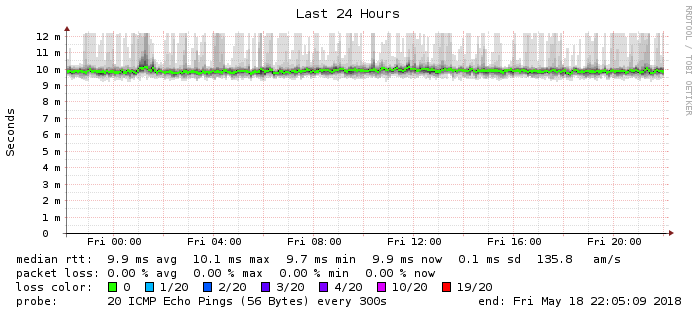 Last 24 Hours
RRDTOOL / TOBI OETIKER
Seconds
12 m
11 m
10 m
9 m
8 m
7 m
6 m
5 m
4 m
3 m
2 m
1 m
0
Fri 00:00 Fri 04:00 Fri 08:00 Fri 12:00 Fri 16:00 Fri 20:00
median rtt: 9.9 ms avg 10.1 ms max 9.7 ms min 9.9 ms now 0.1 ms sd 135.8 am/s
packet loss: 0.00 % avg 0.00 % max 0.00 % min 0.00 % now
loss color: 0 1/20 2/20 3/20 4/20 10/20 19/20
probe: 20 ICMP Echo Pings (56 Bytes) every 300s end: Fri May 18 22:05:09 2018